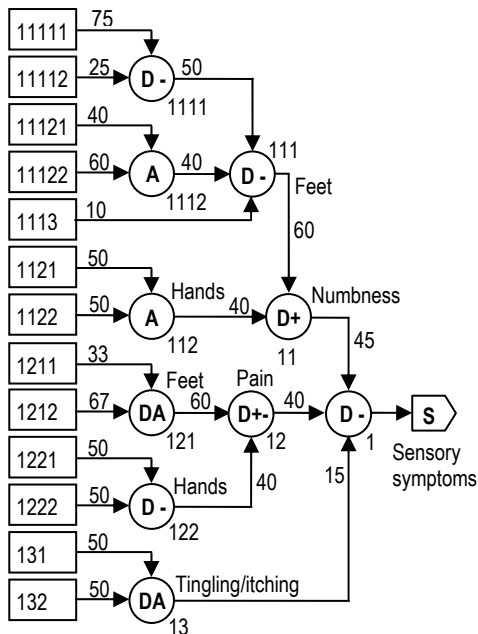 75
11111
25
50
11112
D -
1111
40
11121
111
60
40
11122
A
D -
Feet
1112
10
1113
60
50
1121
Hands
40
Numbness
1122
50
A
D+
112
11
45
33
1211
Feet
Pain
67
60
40
1212
DA
D+-
D -
S
121
12
1
50
1221
15
Sensory
symptoms
50
Hands
40
1222
D -
122
50
131
50
Tingling/itching
132
DA
13